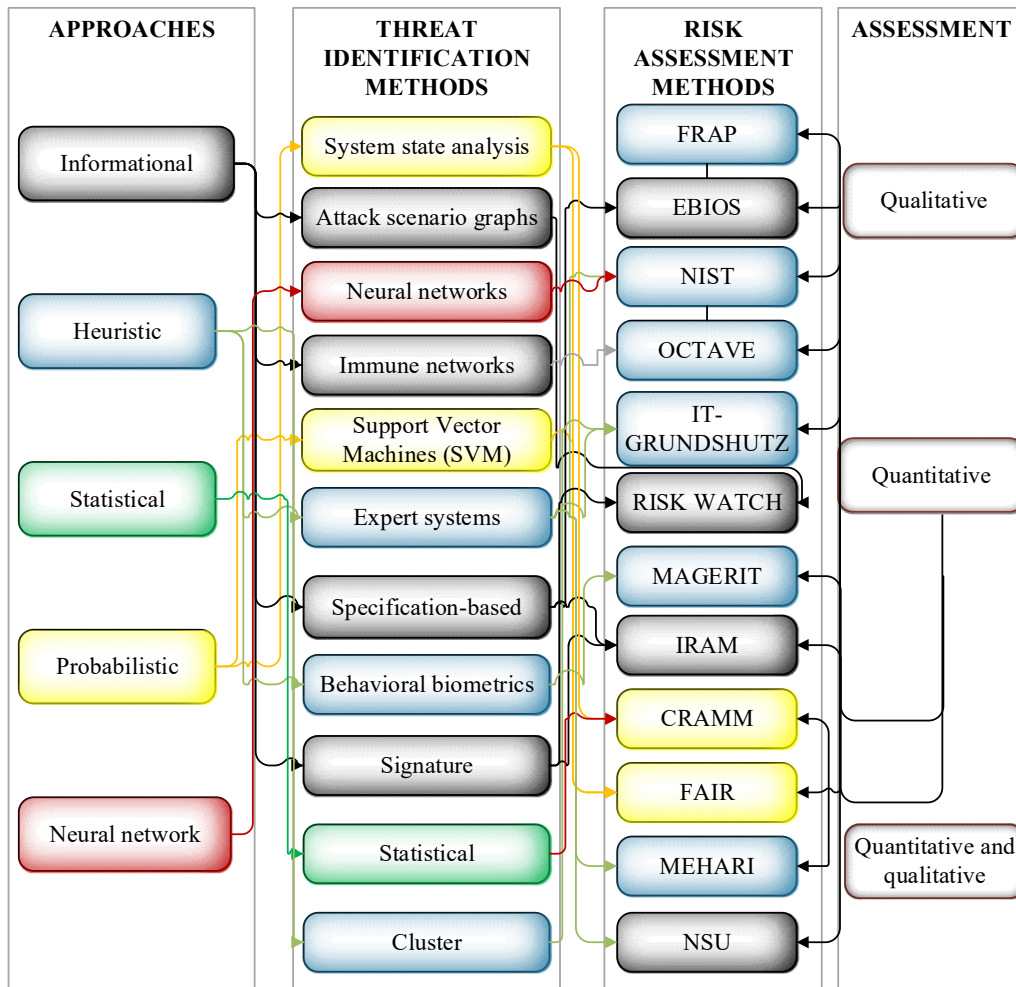 APPROACHES
Informational
Heuristic
Statistical
Probabilistic
Neural network
THREAT
IDENTIFICATION
METHODS
System state analysis
Attack scenario graphs
Neural networks
Immune networks
Support Vector
Machines (SVM)
Expert systems
Specification-based
Behavioral biometrics
Signature
Statistical
Cluster
RISK
ASSESSMENT
METHODS
FRAP
EBIOS
NIST
OCTAVE
IT-
GRUNDSHUTZ
RISK WATCH
MAGERIT
IRAM
CRAMM
FAIR
MEHARI
NSU
ASSESSMENT
Qualitative
Quantitative
Quantitative and
qualitative